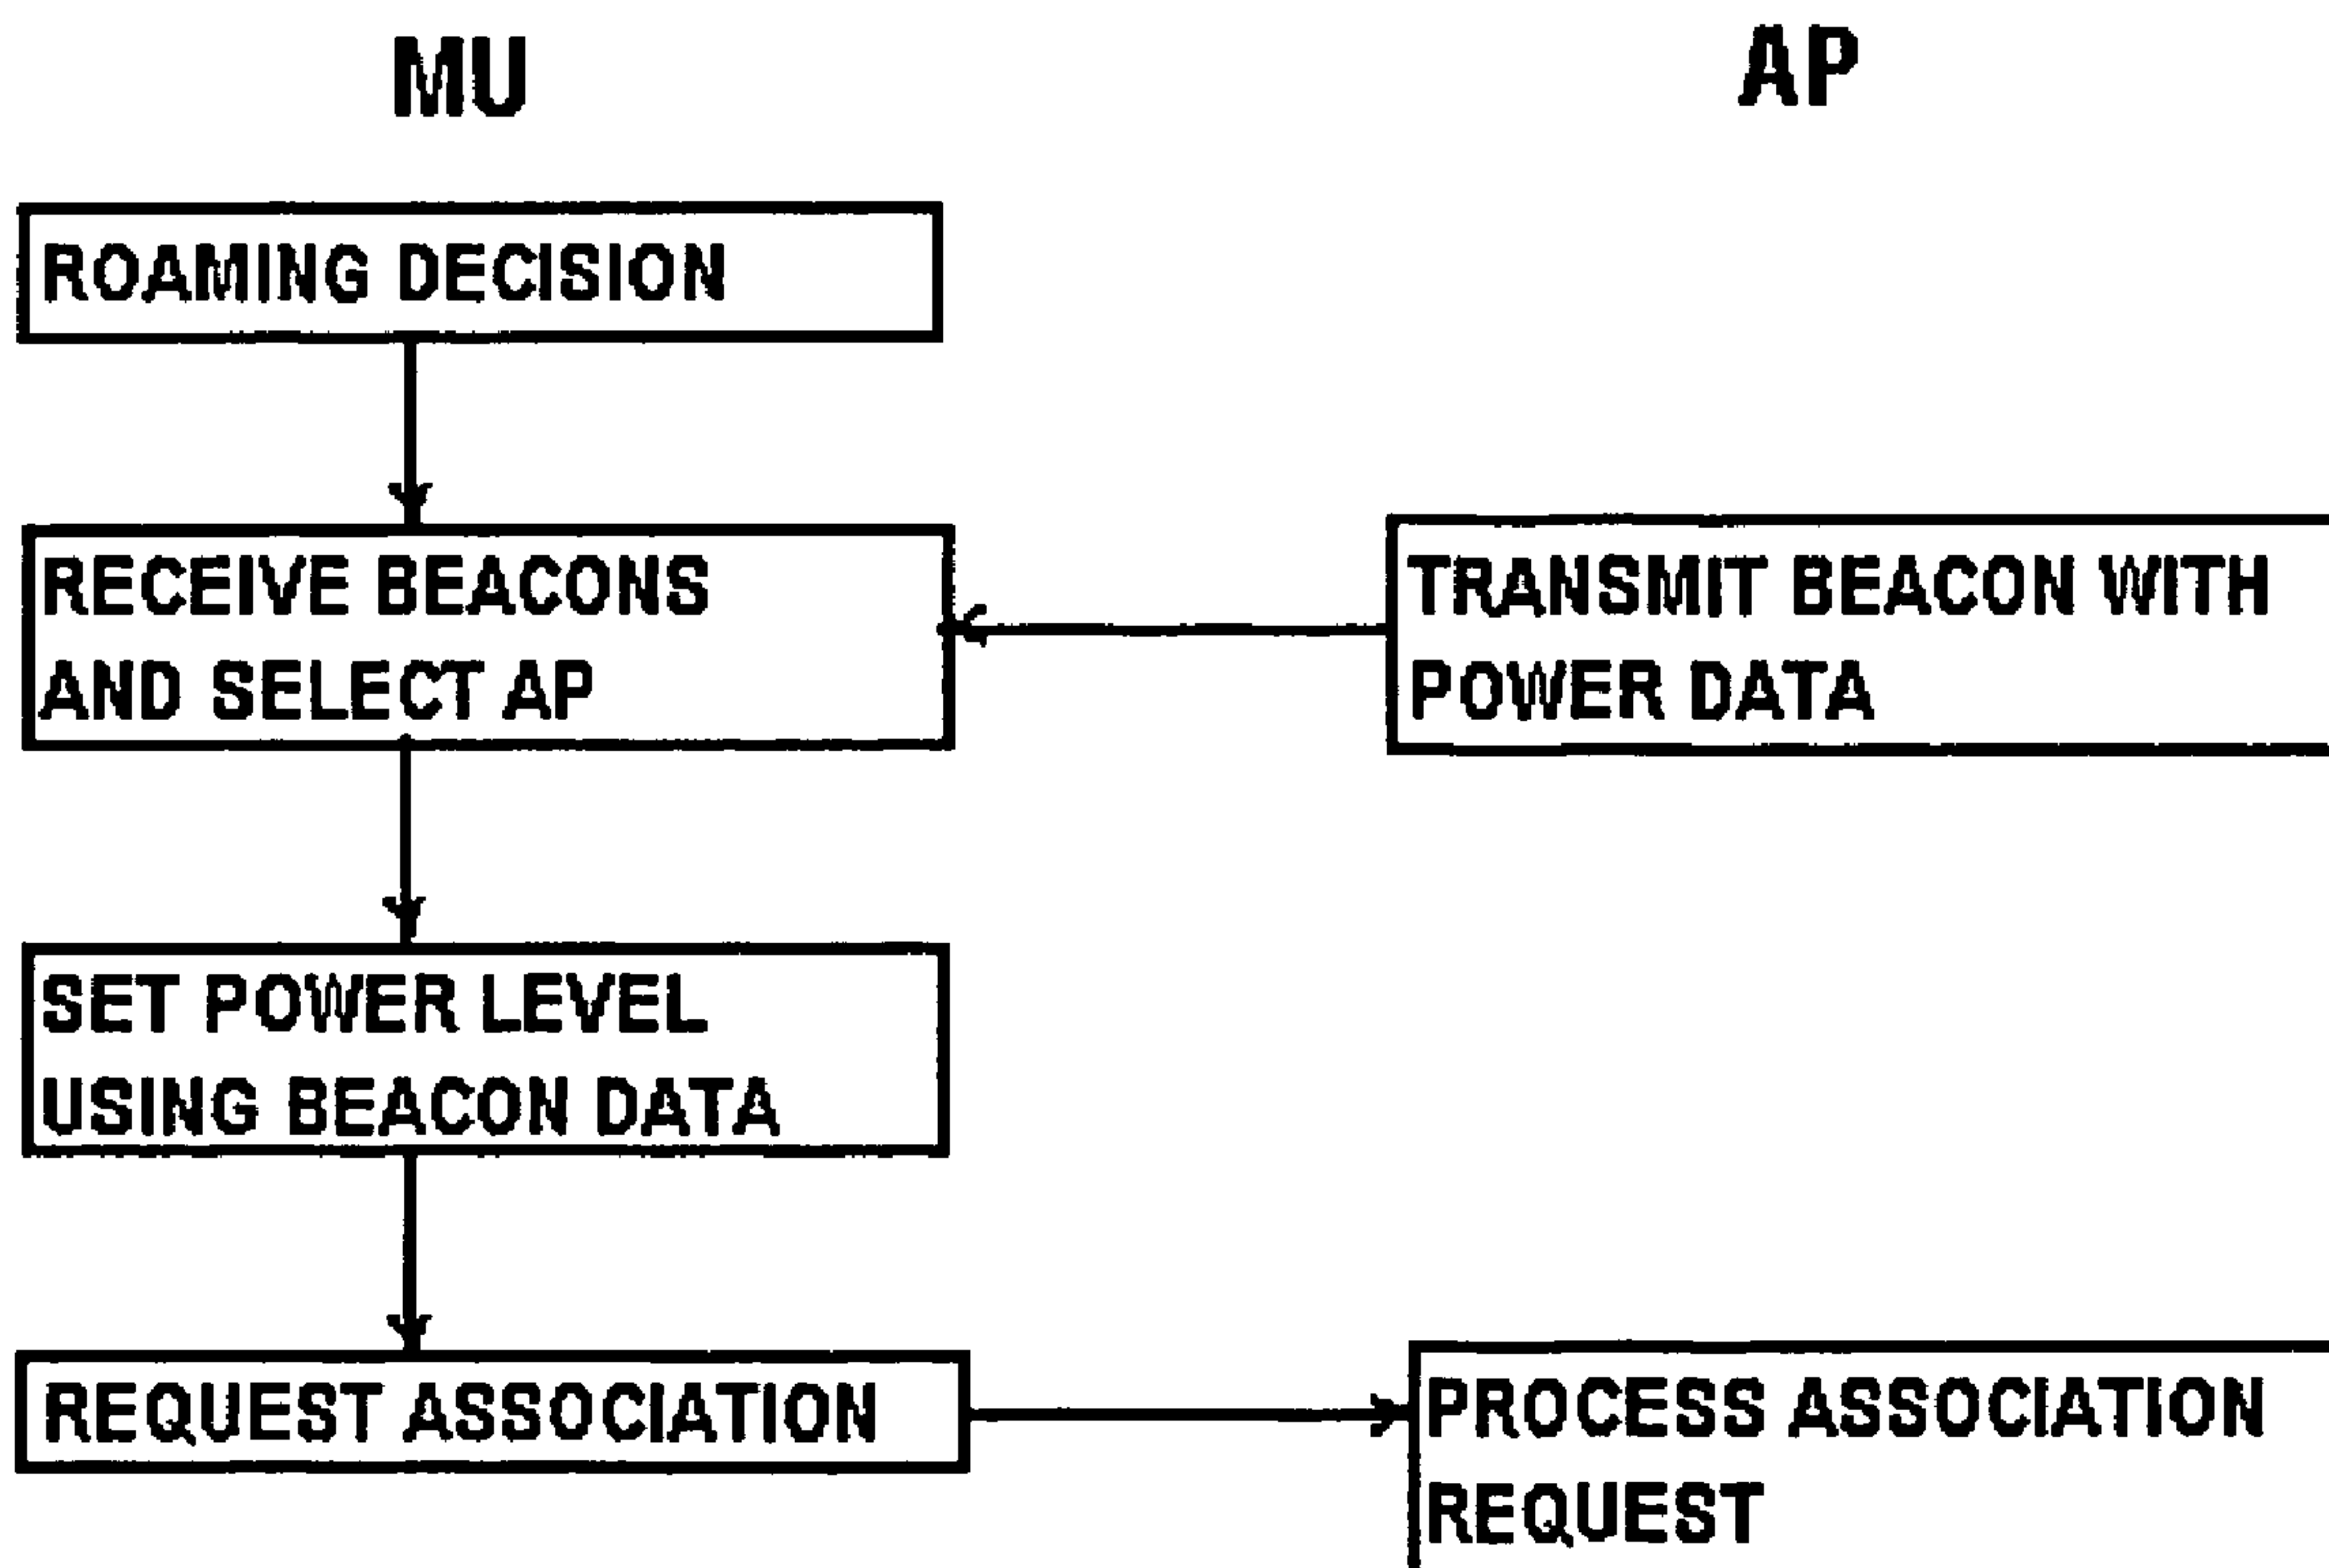 MU
AP
ROAMING DECISION
RECEIVE BEACONS
AND SELECT AP
TRANSMIT BEACON WITH
POWER DATA
SET POWER LEVEL
USING BEACON DATA
REQUEST ASSOCIATION
PROCESS ASSOCIATION
REQUEST